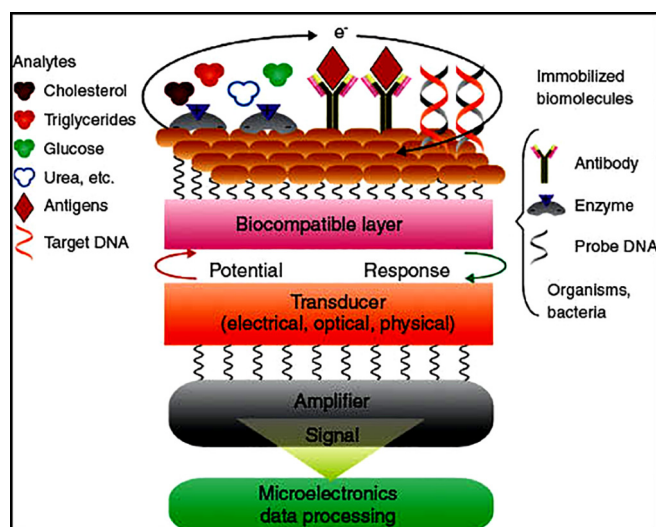 e-
Analytes
Cholesterol
Triglycerides
Glucose
Urea, etc.
Antigens
Target DNA
Immobilized
biomolecules
Antibody
Enzyme
Probe DNA
Organisms,
bacteria
Biocompatible layer
Potential
Response
Transducer
(electrical, optical, physical)
Amplifier
Signal
Microelectronics
data processing